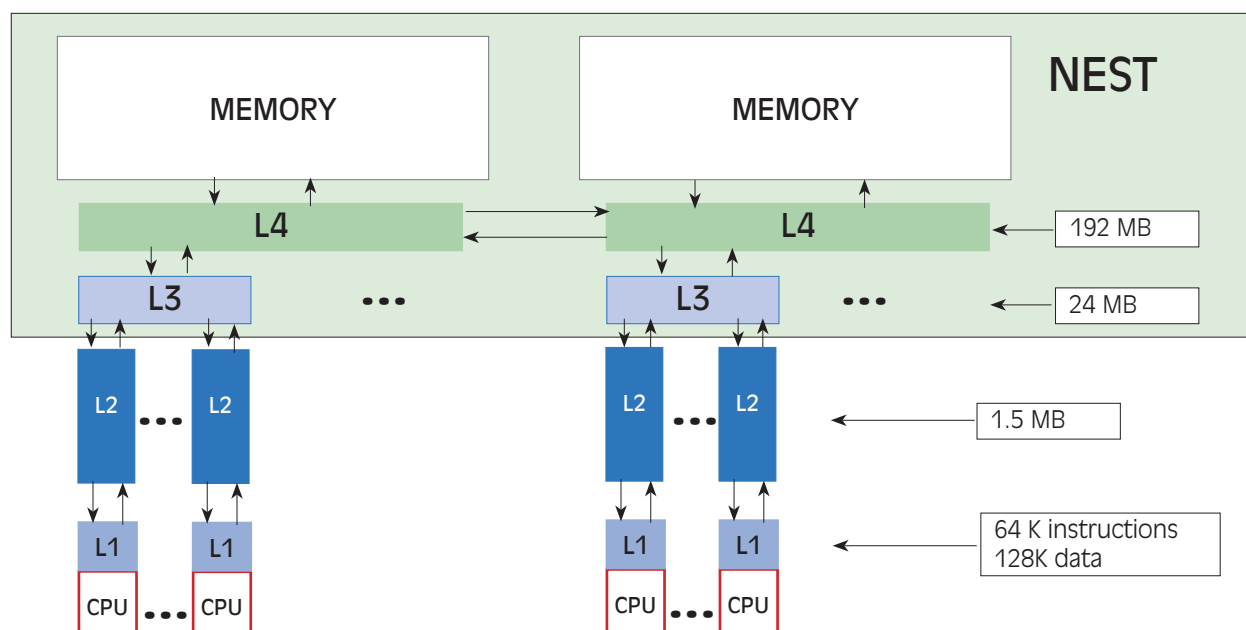 NEST
MEMORY
MEMORY
L4
L4
192 MB
L3
•••
L3
•••
24 MB
L2
•••
L2
L2
•••
L2
1.5 MB
L1
L1
L1
L1
64 K instructions
128K data
CPU
•••
CPU
CPU
•••
CPU